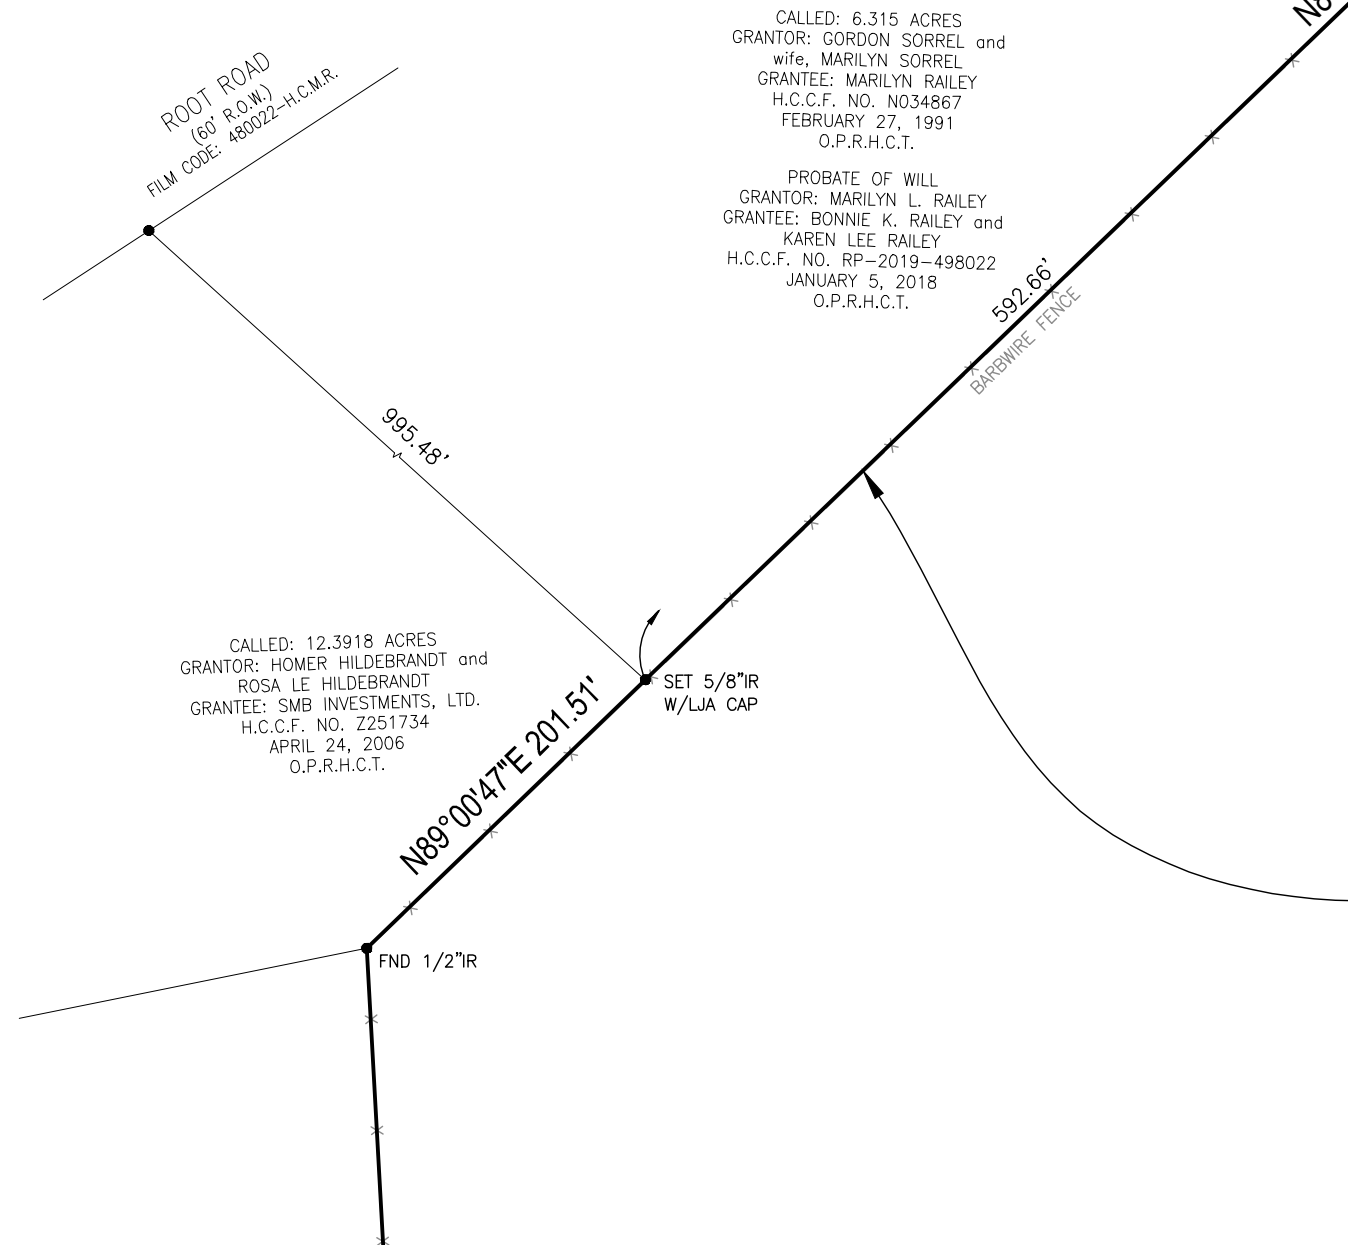 CALLED: 6.315 ACRES
GRANTOR: GORDON SORREL and
wife, MARILYN SORREL
GRANTEE: MARILYN RAILEY
H.C.C.F. NO. N034867
FEBRUARY 27, 1991
O.P.R.H.C.T.
PROBATE OF WILL
GRANTOR: MARILYN L. RAILEY
GRANTEE: BONNIE K. RAILEY and
KAREN LEE RAILEY
H.C.C.F. NO. RP-2019-498022
JANUARY 5, 2018
O.P.R.H.C.T.
N8
ROOT ROAD
(60' R.O.W.)
FILM CODE: 480022-H.C.M.R.
592.66'
BARBWIRE FENCE
995.48'
CALLED: 12.3918 ACRES
GRANTOR: HOMER HILDEBRANDT and
ROSA LE HILDEBRANDT
GRANTEE: SMB INVESTMENTS, LTD.
H.C.C.F. NO. Z251734
APRIL 24, 2006
O.P.R.H.C.T.
SET 5/8"IR
W/LJA CAP
N89°00'47"E 201.51'
FND 1/2"IR